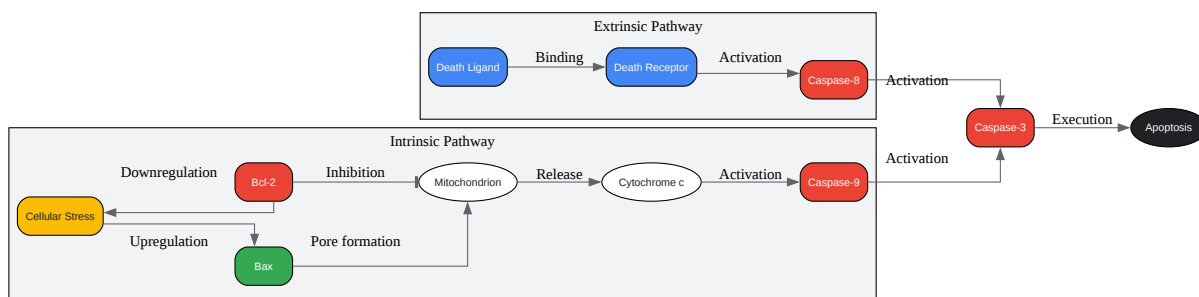 Extrinsic Pathway
Death Ligand
Binding
Death Receptor
Activation
Caspase-8
Activation
Caspase-3
Execution
Apoptosis
Intrinsic Pathway
Downregulation
Bcl-2
Inhibition
Mitochondrion
Release
Cytochrome c
Activation
Caspase-9
Activation
Cellular Stress
Upregulation
Bax
Pore formation